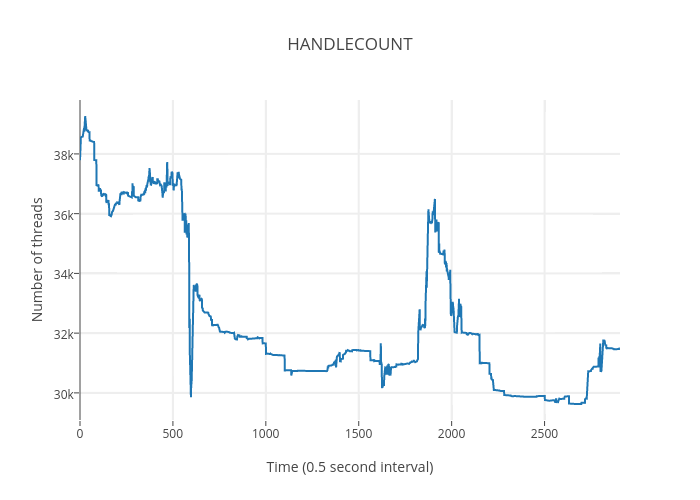 HANDLECOUNT
Number of threads
38k
36k
34k
32k
30k
0
500
1000
1500
2000
2500
Time (0.5 second interval)